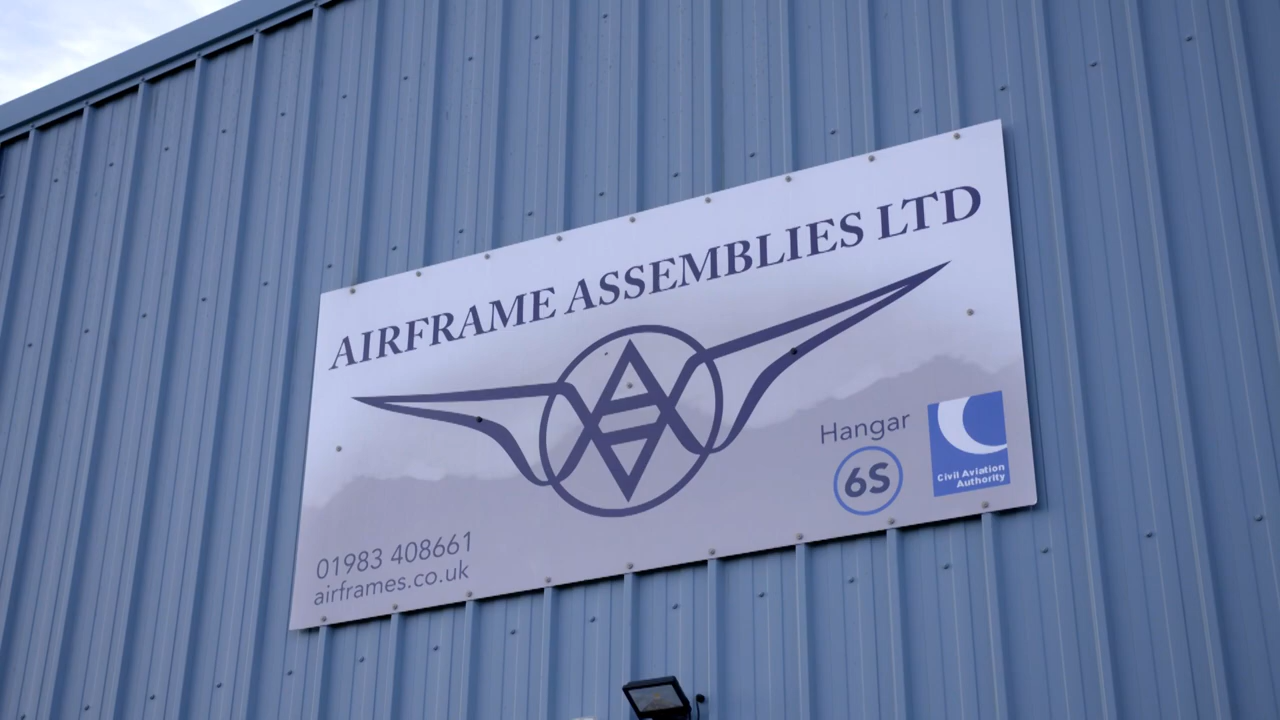 AIRFRAME ASSEMBLIES LTD
Hangar
6S
Civil Aviation
Authority
01983 408661
airframes.co.uk